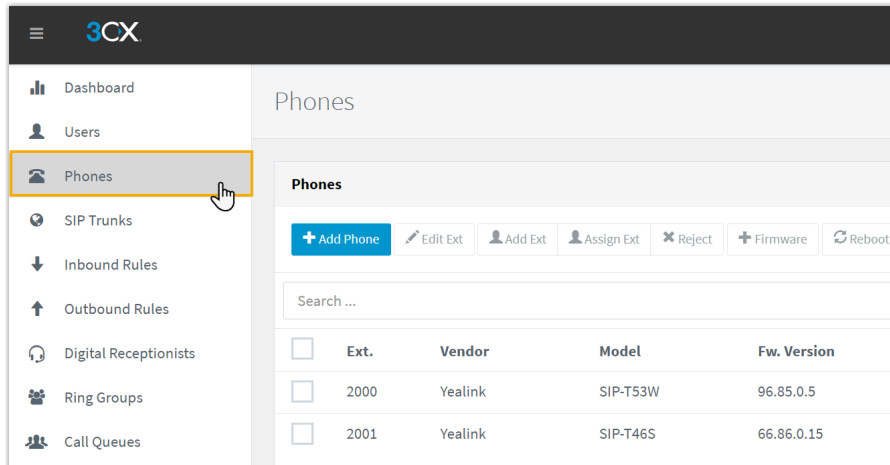 3CX
Dashboard
Users
Phones
SIP Trunks
Inbound Rules
Outbound Rules
Digital Receptionists
Ring Groups
Call Queues
Phones
Phones
Add Phone Edit Ext Add Ext Assign Ext Reject Firmware Reboot
Search ...
Ext. Vendor Model Fw. Version
2000 Yealink SIP-T53W 96.85.0.5
2001 Yealink SIP-T46S 66.86.0.15